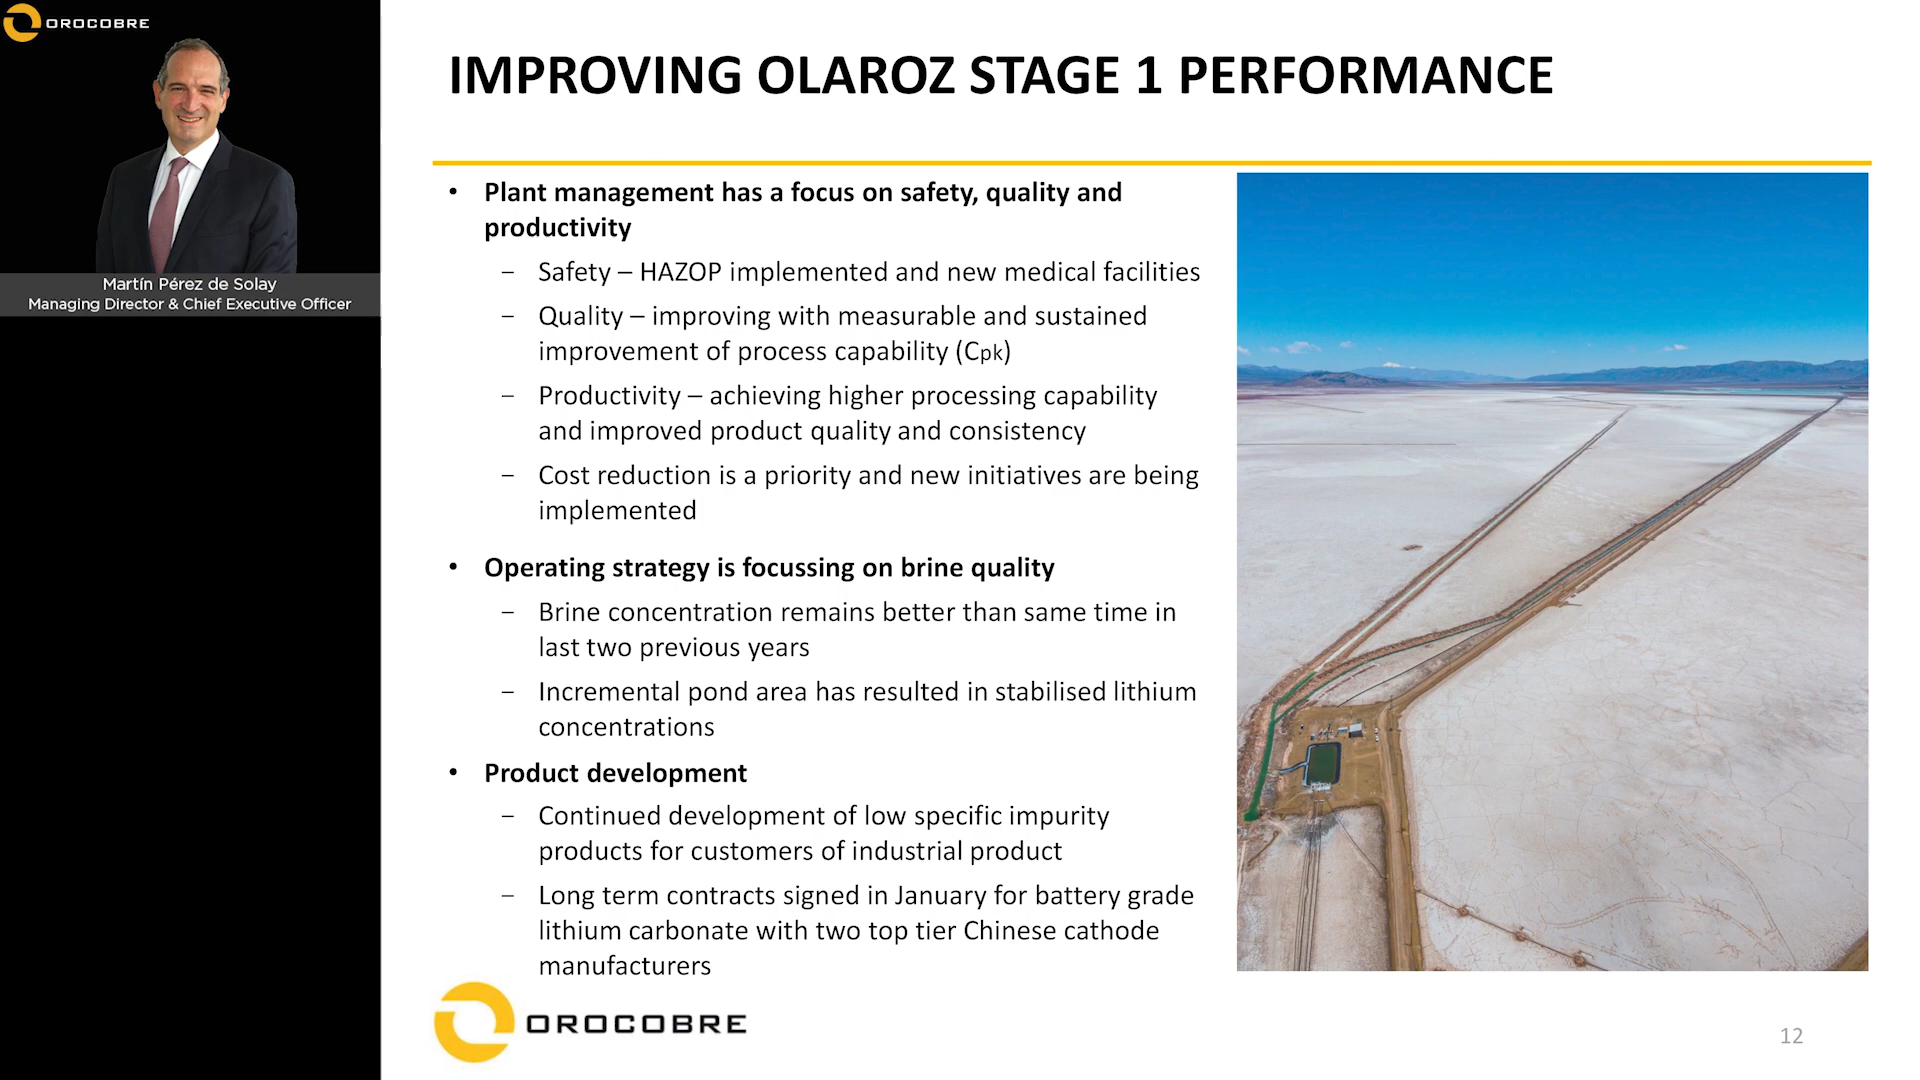 OROCOBRE
Martín Pérez de Solay
Managing Director & Chief Executive Officer
IMPROVING OLAROZ STAGE 1 PERFORMANCE
• Plant management has a focus on safety, quality and
productivity
– Safety – HAZOP implemented and new medical facilities
– Quality – improving with measurable and sustained
improvement of process capability (Cpk)
– Productivity – achieving higher processing capability
and improved product quality and consistency
– Cost reduction is a priority and new initiatives are being
implemented
• Operating strategy is focussing on brine quality
– Brine concentration remains better than same time in
last two previous years
– Incremental pond area has resulted in stabilised lithium
concentrations
• Product development
– Continued development of low specific impurity
products for customers of industrial product
– Long term contracts signed in January for battery grade
lithium carbonate with two top tier Chinese cathode
manufacturers
OROCOBRE
12